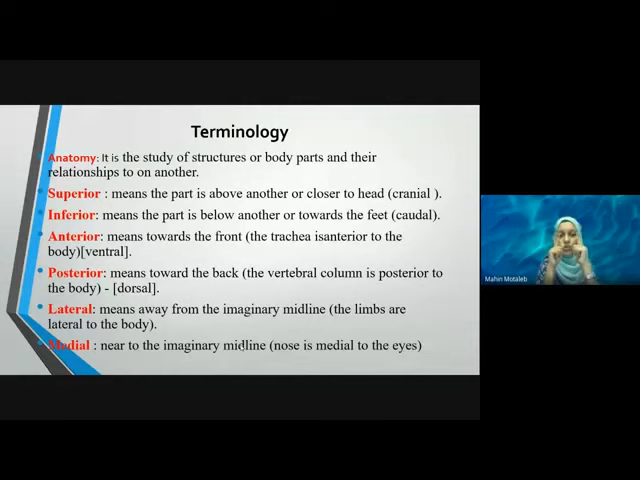 Terminology
Anatomy: It is the study of structures or body parts and their
relationships to on another.
Superior : means the part is above another or closer to head (cranial ).
Inferior: means the part is below another or towards the feet (caudal).
Anterior: means towards the front (the trachea isanterior to the
body)[ventral].
Posterior: means toward the back (the vertebral column is posterior to
the body) - [dorsal].
Lateral: means away from the imaginary midline (the limbs are
lateral to the body).
Medial : near to the imaginary midline (nose is medial to the eyes)
Mahin Motaleb